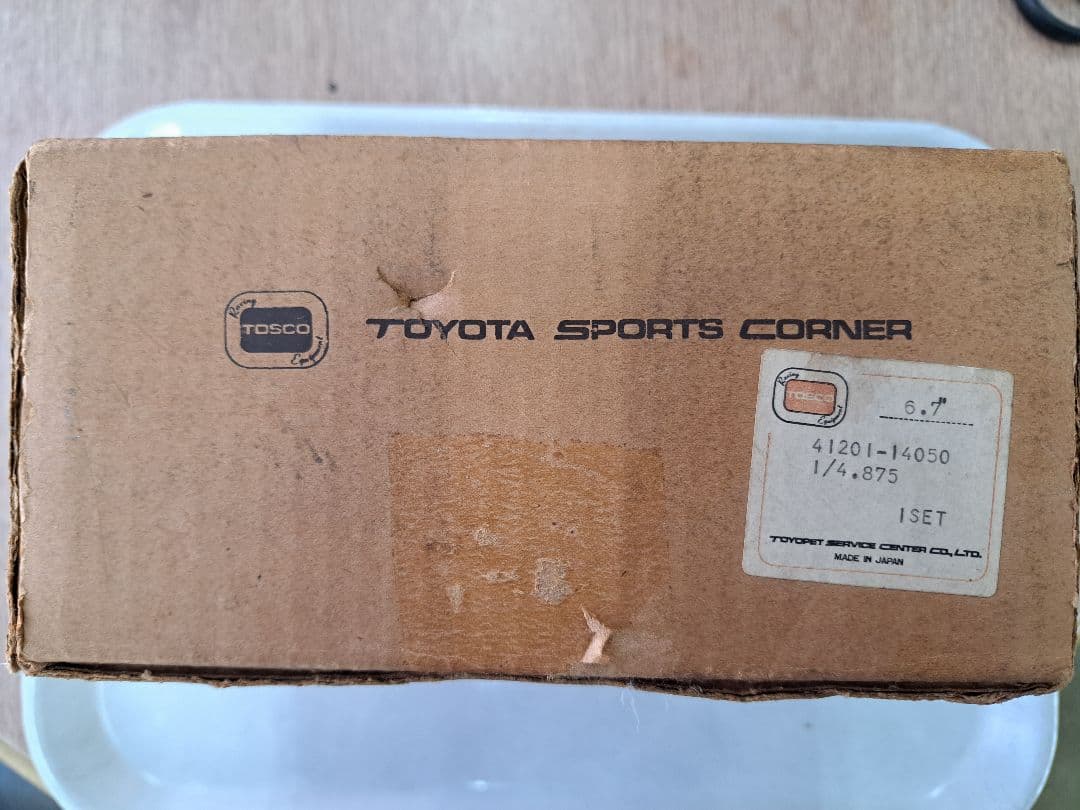 Racing
TOSCO
Equipment
TOYOTA SPORTS CORNER
Racing
TOSCO
Equipment
6.7"
41201-14050
1/4.875
1SET
TOYOPET SERVICE CENTER CO., LTD.
MADE IN JAPAN